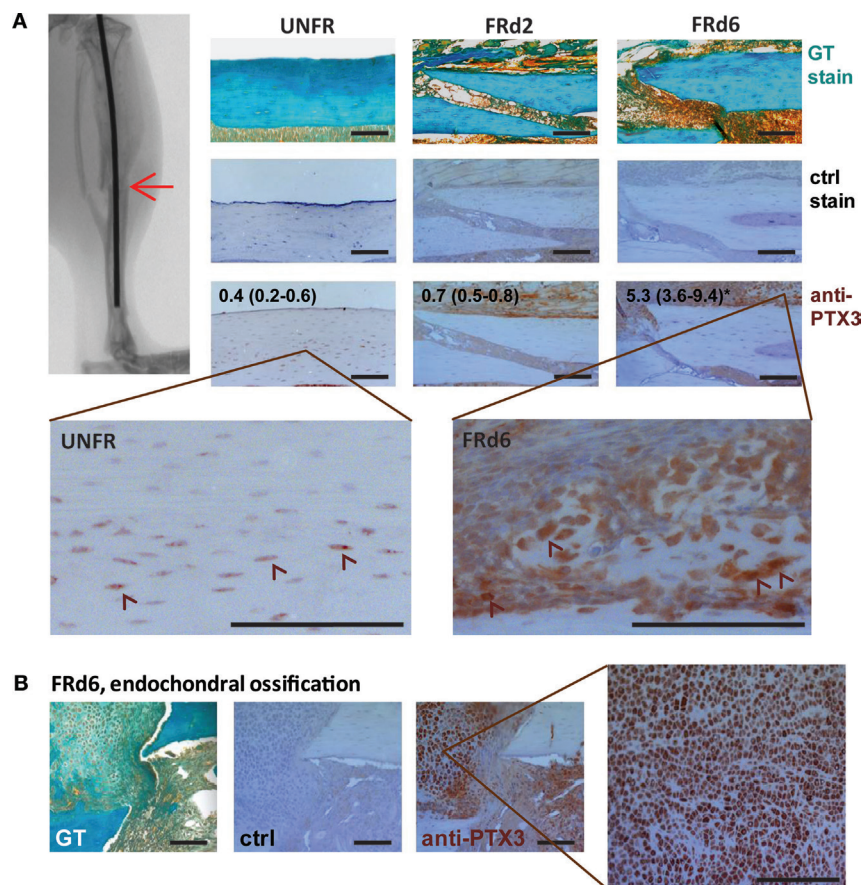 A
UNFR
FRd2
FRd6
GT
stain
ctrl
stain
0.4 (0.2-0.6)
0.7 (0.5-0.8)
5.3 (3.6-9.4)*
anti-
PTX3
UNFR
FRd6
B
FRd6, endochondral ossification
GT
ctrl
anti-PTX3